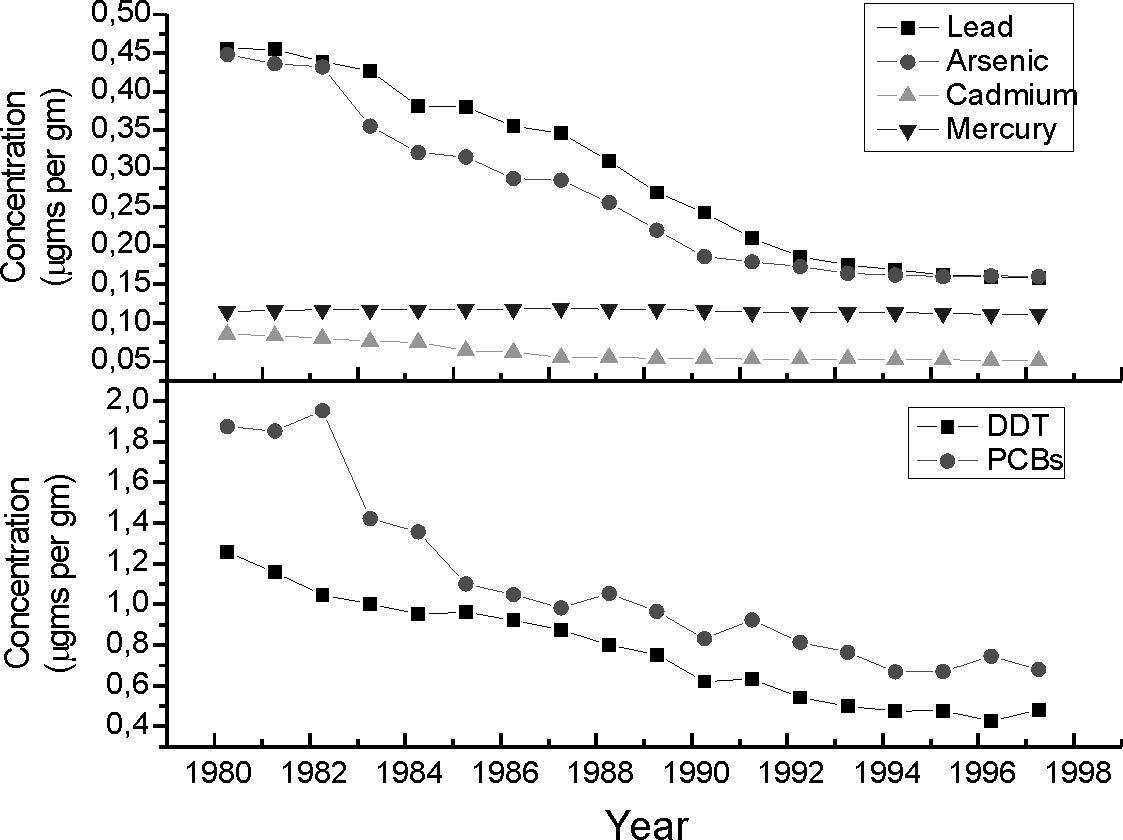 0,50
0,45
0,40
0,35
0,30
0,25
0,20
0,15
0,10
0,05
Concentration
(µgms per gm)
Lead
Arsenic
Cadmium
Mercury
2,0
1,8
1,6
1,4
1,2
1,0
0,8
0,6
0,4
Concentration
(µgms per gm)
DDT
PCBs
1980 1982 1984 1986 1988 1990 1992 1994 1996 1998
Year